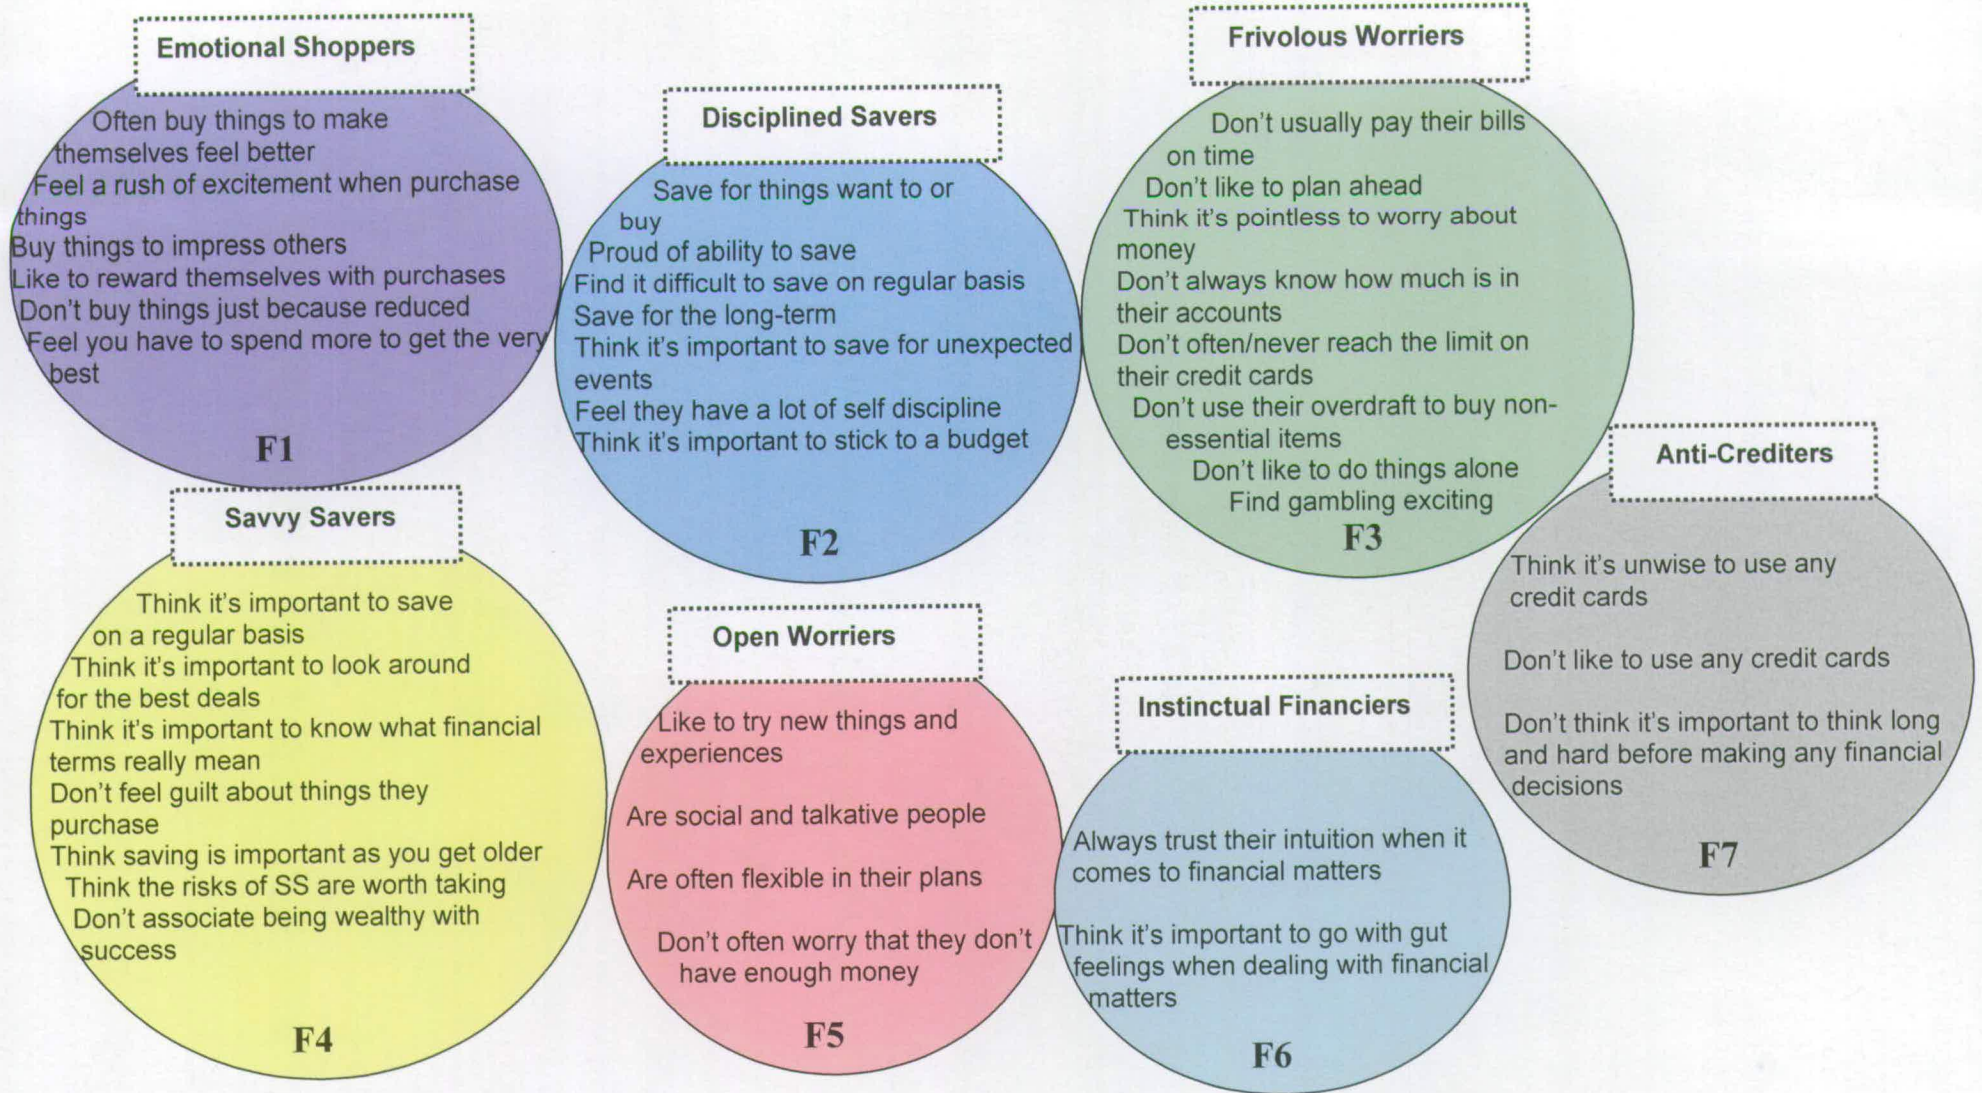 Emotional Shoppers
Often buy things to make
themselves feel better
Feel a rush of excitement when purchase
things
Buy things to impress others
Like to reward themselves with purchases
Don't buy things just because reduced
Feel you have to spend more to get the very
best
F1
Disciplined Savers
Save for things want to or
buy
Proud of ability to save
Find it difficult to save on regular basis
Save for the long-term
Think it's important to save for unexpected
events
Feel they have a lot of self discipline
Think it's important to stick to a budget
F2
Frivolous Worriers
Don't usually pay their bills
on time
Don't like to plan ahead
Think it's pointless to worry about
money
Don't always know how much is in
their accounts
Don't often/never reach the limit on
their credit cards
Don't use their overdraft to buy non-
essential items
Don't like to do things alone
Find gambling exciting
F3
Savvy Savers
Think it's important to save
on a regular basis
Think it's important to look around
for the best deals
Think it's important to know what financial
terms really mean
Don't feel guilt about things they
purchase
Think saving is important as you get older
Think the risks of SS are worth taking
Don't associate being wealthy with
success
F4
Open Worriers
Like to try new things and
experiences
Are social and talkative people
Are often flexible in their plans
Don't often worry that they don't
have enough money
F5
Instinctual Financiers
Always trust their intuition when it
comes to financial matters
Think it's important to go with gut
feelings when dealing with financial
matters
F6
Anti-Crediters
Think it's unwise to use any
credit cards
Don't like to use any credit cards
Don't think it's important to think long
and hard before making any financial
decisions
F7